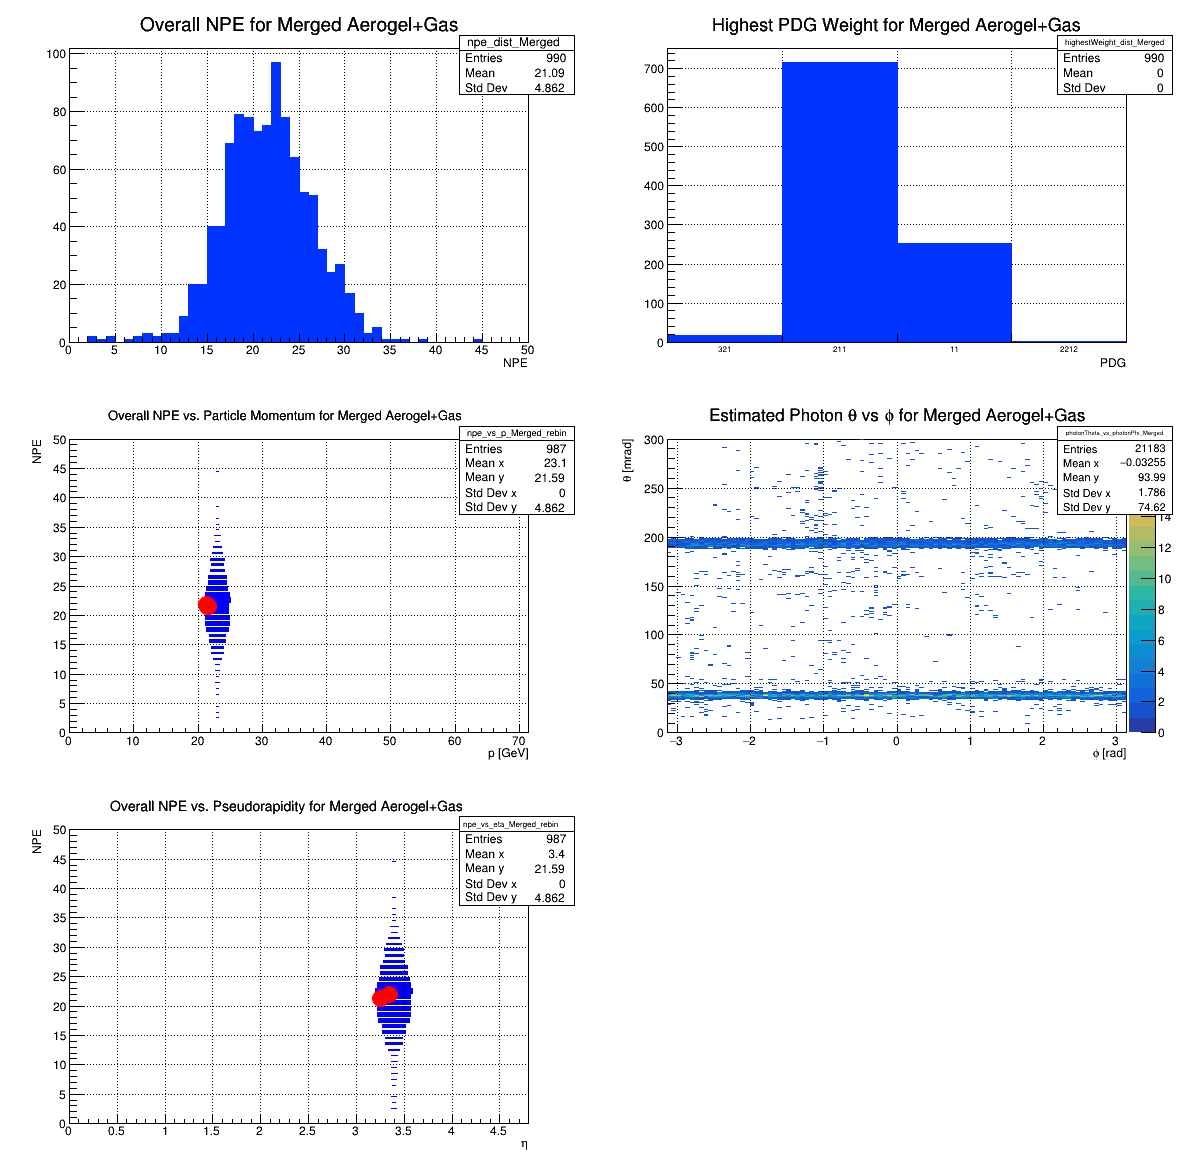 Overall NPE for Merged Aerogel+Gas
npe_dist_Merged
Entries 990
Mean 21.09
Std Dev 4.862
100
80
60
40
20
0
0 5 10 15 20 25 30 35 40 45 50
NPE
Highest PDG Weight for Merged Aerogel+Gas
highestWeight_dist_Merged
Entries 990
Mean 0
Std Dev 0
700
600
500
400
300
200
100
0
321 211 11 2212
PDG
Overall NPE vs. Particle Momentum for Merged Aerogel+Gas
npe_vs_p_Merged_rebin
Entries 987
Mean x 23.1
Mean y 21.59
Std Dev x 0
Std Dev y 4.862
NPE
50
45
40
35
30
25
20
15
10
5
0
0 10 20 30 40 50 60 70
p [GeV]
Estimated Photon θ vs ϕ for Merged Aerogel+Gas
photonTheta_vs_photonPhi_Merged
Entries 21183
Mean x −0.03255
Mean y 93.99
Std Dev x 1.786
Std Dev y 74.62
θ [mrad]
300
250
200
150
100
50
0
−3 −2 −1 0 1 2 3
ϕ [rad]
14
12
10
8
6
4
2
0
Overall NPE vs. Pseudorapidity for Merged Aerogel+Gas
npe_vs_eta_Merged_rebin
Entries 987
Mean x 3.4
Mean y 21.59
Std Dev x 0
Std Dev y 4.862
NPE
50
45
40
35
30
25
20
15
10
5
0
0 0.5 1 1.5 2 2.5 3 3.5 4 4.5
η